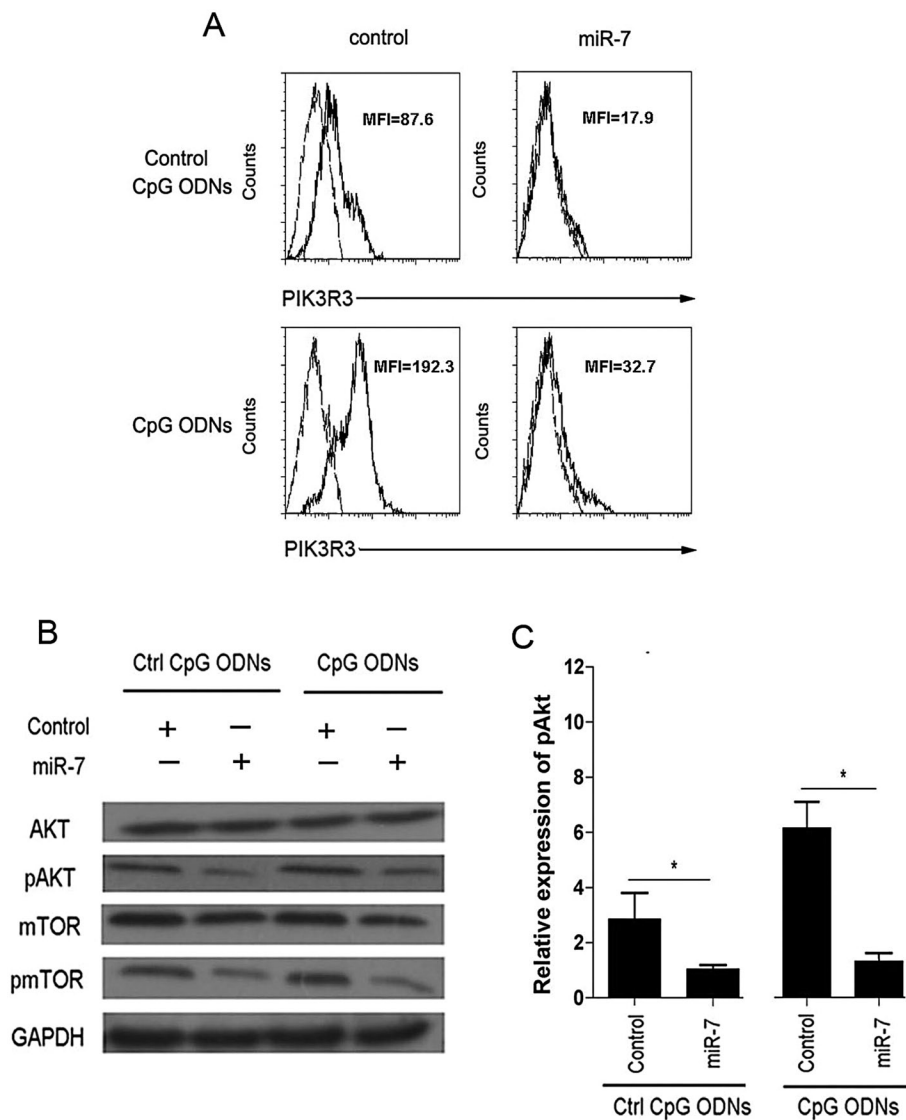 A
control
miR-7
Control
CpG ODNs
Counts
MFI=87.6
Counts
MFI=17.9
PIK3R3
CpG ODNs
Counts
MFI=192.3
Counts
MFI=32.7
PIK3R3
B
Ctrl CpG ODNs
CpG ODNs
Control + − + −
miR-7 − + − +
AKT
pAKT
mTOR
pmTOR
GAPDH
C
Relative expression of pAkt
12
10
8
6
4
2
0
*
*
Control
miR-7
Control
miR-7
Ctrl CpG ODNs
CpG ODNs